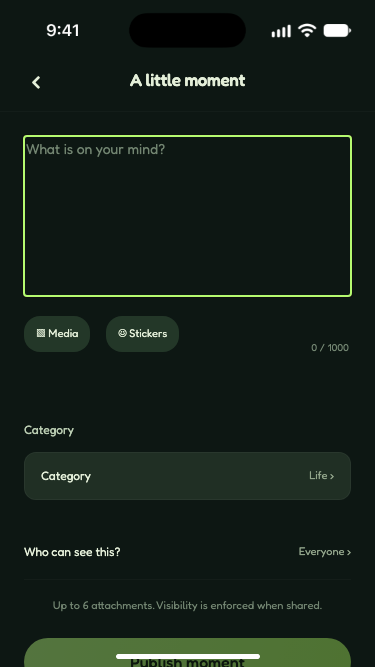 9:41
A little moment
What is on your mind?
Media
Stickers
0 / 1000
Category
Category
Life ›
Who can see this?
Everyone ›
Up to 6 attachments. Visibility is enforced when shared.
Publish moment